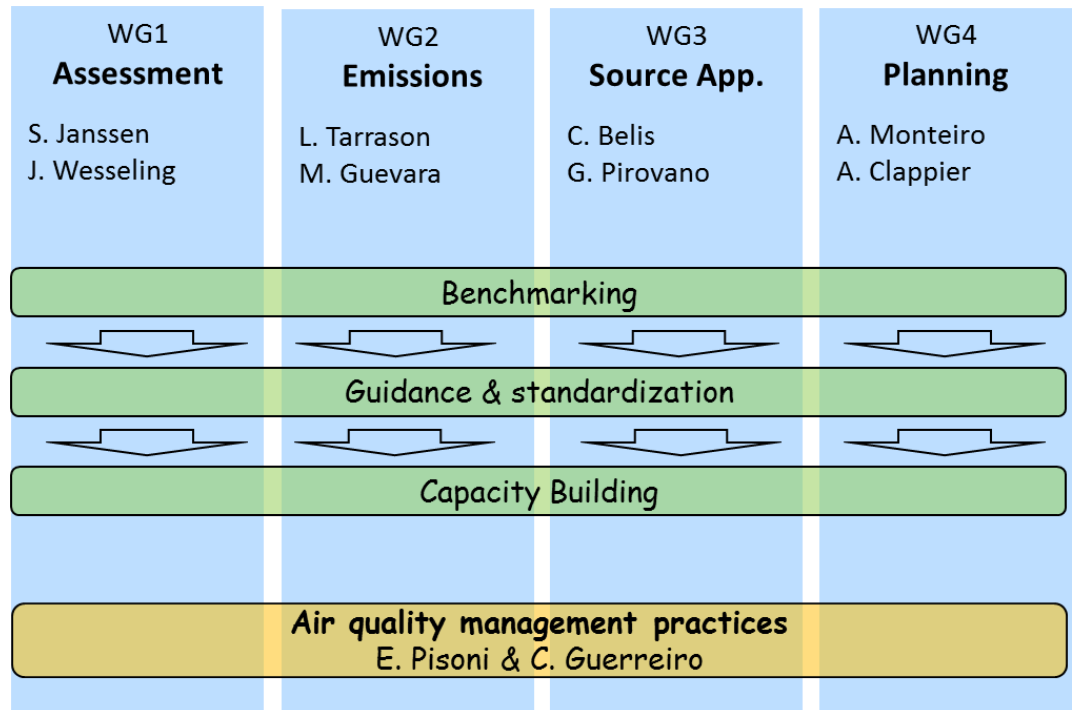 WG1
Assessment
S. Janssen
J. Wesseling
WG2
Emissions
L. Tarrason
M. Guevara
WG3
Source App.
C. Belis
G. Pirovano
WG4
Planning
A. Monteiro
A. Clappier
Benchmarking
Guidance & standardization
Capacity Building
Air quality management practices
E. Pisoni & C. Guerreiro